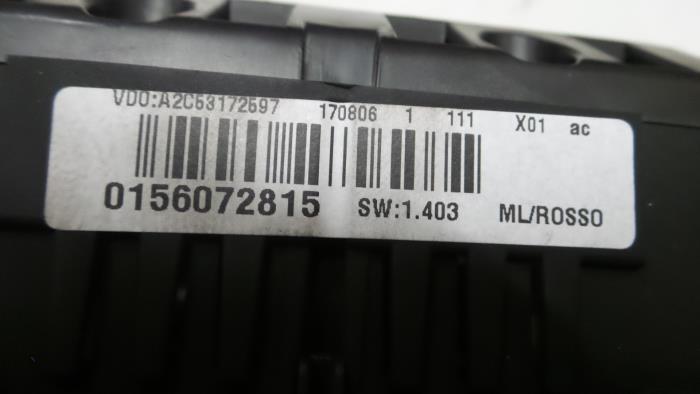 VDO:A2C53172597 170806 1 111 X01 ac
0156072815 SW:1.403 ML/ROSSO